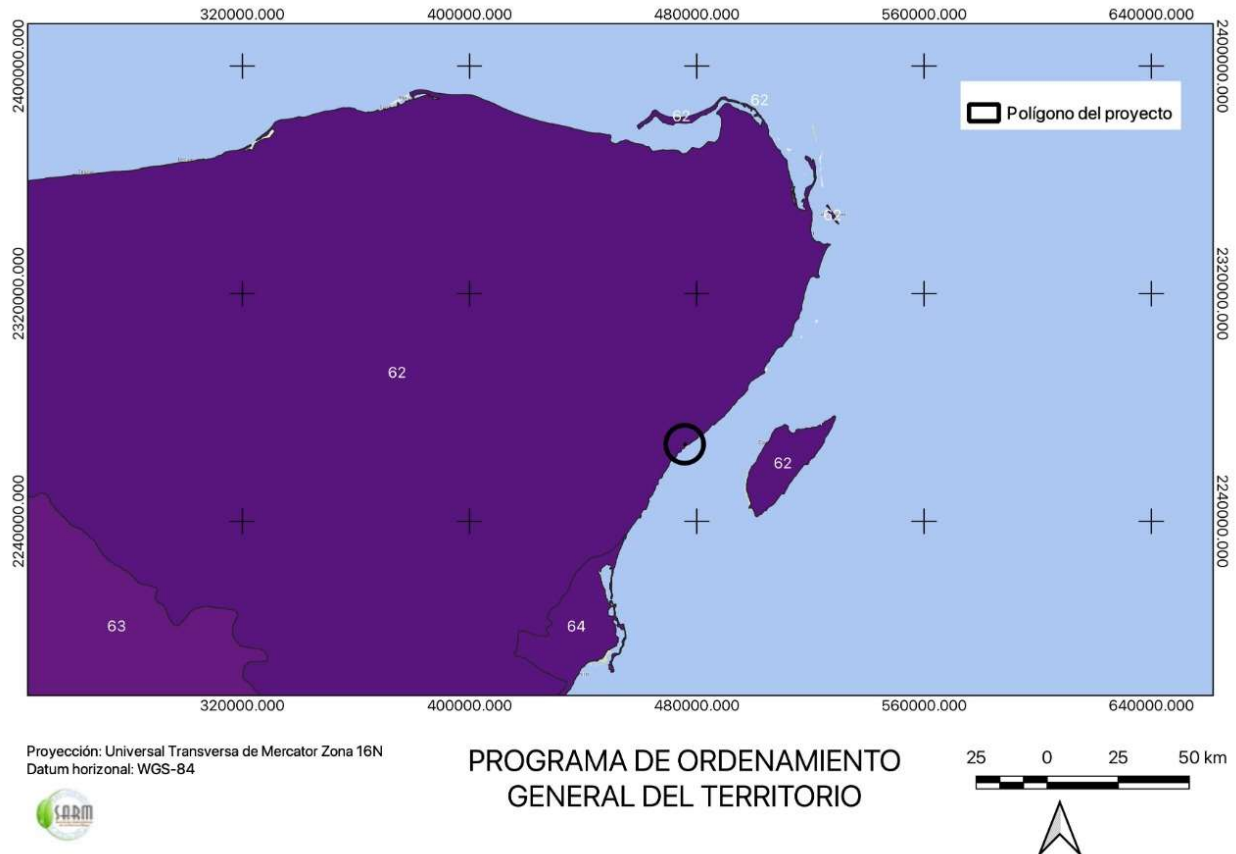 320000.000 400000.000 480000.000 560000.000 640000.000
2400000.000 2400000.000
62
62
Polígono del proyecto
62
2320000.000 2320000.000
62
62
2240000.000 2240000.000
63
64
320000.000 400000.000 480000.000 560000.000 640000.000
Proyección: Universal Transversa de Mercator Zona 16N
Datum horizonal: WGS-84
PROGRAMA DE ORDENAMIENTO
GENERAL DEL TERRITORIO
25 0 25 50 km
SARM